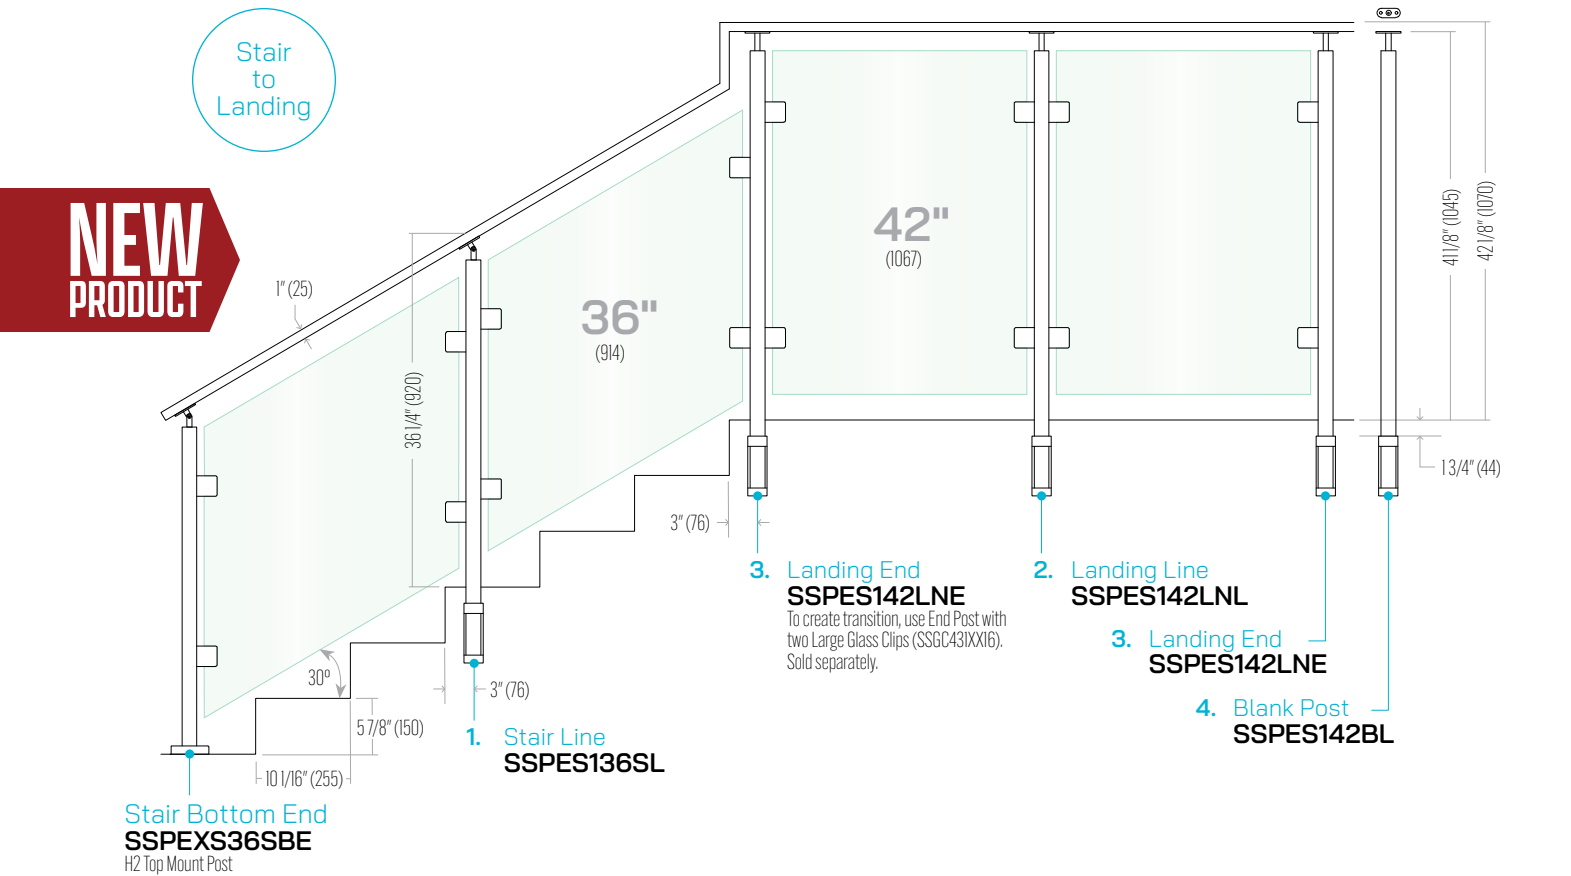 Stair
to
Landing
NEW
PRODUCT
1" (25)
36 1/4" (920)
36"
(914)
42"
(1067)
41 1/8" (1045)
42 1/8" (1070)
1 3/4" (44)
3" (76)
30º
5 7/8" (150)
10 1/16" (255)
3" (76)
Stair Bottom End
SSPEXS36SBE
H2 Top Mount Post
1. Stair Line
SSPES136SL
3. Landing End
SSPES142LNE
To create transition, use End Post with
two Large Glass Clips (SSGC431XX16).
Sold separately.
2. Landing Line
SSPES142LNL
3. Landing End
SSPES142LNE
4. Blank Post
SSPES142BL